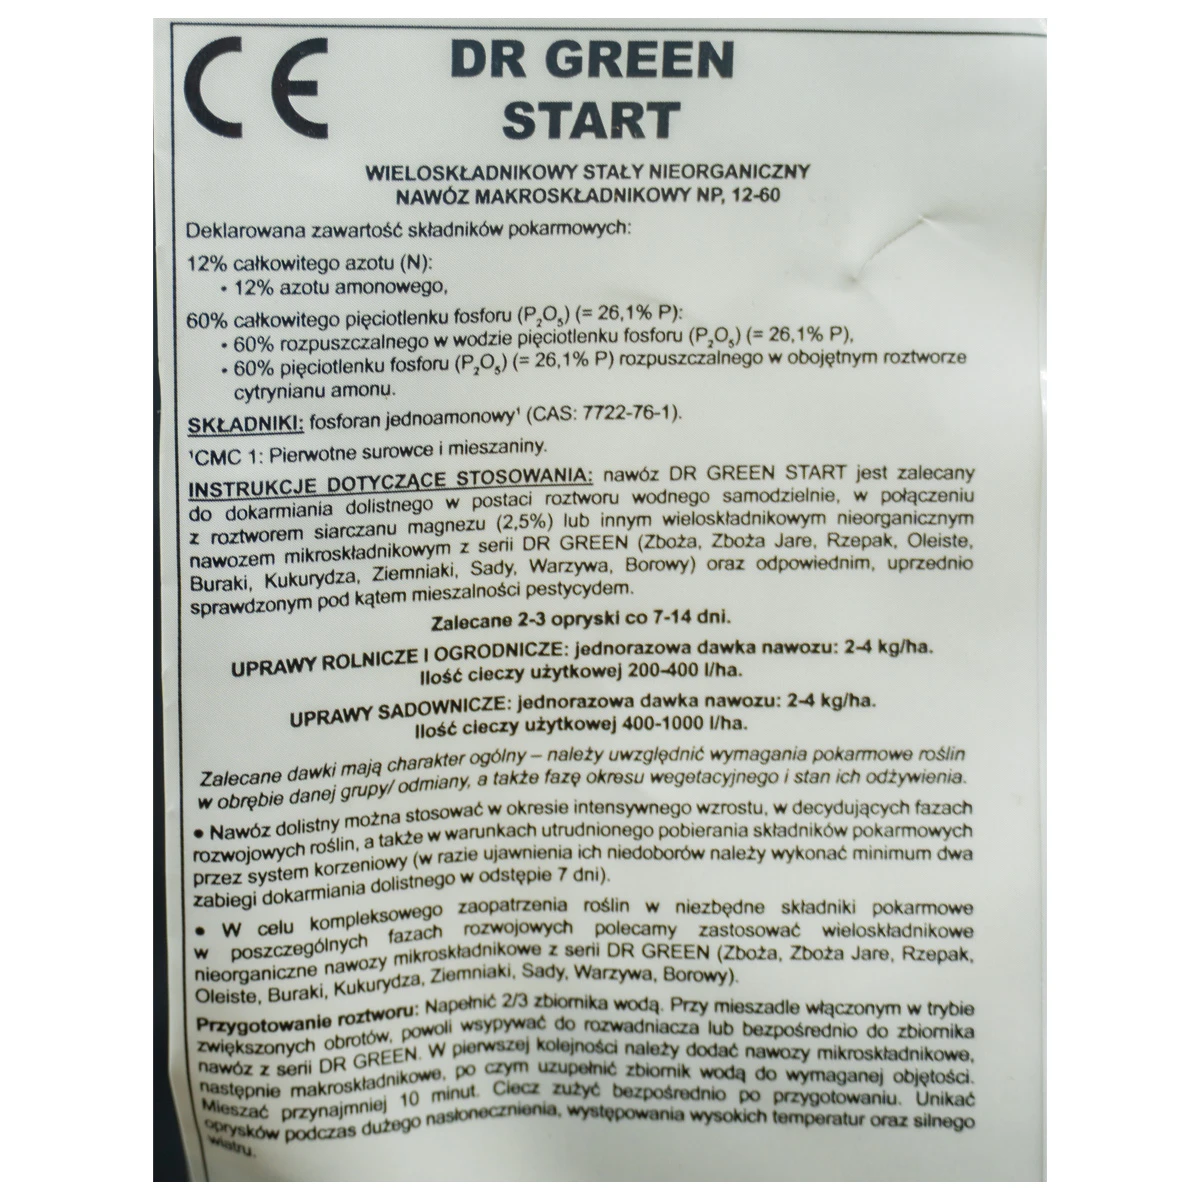 CE
DR GREEN
START
WIELOSKŁADNIKOWY STAŁY NIEORGANICZNY
NAWÓZ MAKROSKŁADNIKOWY NP, 12-60
Deklarowana zawartość składników pokarmowych:
12% całkowitego azotu (N):
• 12% azotu amonowego,
60% całkowitego pięciotlenku fosforu (P₂O₅) (= 26,1% P):
• 60% rozpuszczalnego w wodzie pięciotlenku fosforu (P₂O₅) (= 26,1% P),
• 60% pięciotlenku fosforu (P₂O₅) (= 26,1% P) rozpuszczalnego w obojętnym roztworze
cytrynianu amonu.
SKŁADNIKI: fosforan jednoamonowy¹ (CAS: 7722-76-1).
¹CMC 1: Pierwotne surowce i mieszaniny.
INSTRUKCJE DOTYCZĄCE STOSOWANIA: nawóz DR GREEN START jest zalecany
do dokarmiania dolistnego w postaci roztworu wodnego samodzielnie, w połączeniu
z roztworem siarczanu magnezu (2,5%) lub innym wieloskładnikowym nieorganicznym
nawozem mikroskładnikowym z serii DR GREEN (Zboża, Zboża Jare, Rzepak, Oleiste,
Buraki, Kukurydza, Ziemniaki, Sady, Warzywa, Borowy) oraz odpowiednim, uprzednio
sprawdzonym pod kątem mieszalności pestycydem.
Zalecane 2-3 opryski co 7-14 dni.
UPRAWY ROLNICZE I OGRODNICZE: jednorazowa dawka nawozu: 2-4 kg/ha.
Ilość cieczy użytkowej 200-400 l/ha.
UPRAWY SADOWNICZE: jednorazowa dawka nawozu: 2-4 kg/ha.
Ilość cieczy użytkowej 400-1000 l/ha.
Zalecane dawki mają charakter ogólny – należy uwzględnić wymagania pokarmowe roślin
w obrębie danej grupy/ odmiany, a także fazę okresu wegetacyjnego i stan ich odżywienia.
• Nawóz dolistny można stosować w okresie intensywnego wzrostu, w decydujących fazach
rozwojowych roślin, a także w warunkach utrudnionego pobierania składników pokarmowych
przez system korzeniowy (w razie ujawnienia ich niedoborów należy wykonać minimum dwa
zabiegi dokarmiania dolistnego w odstępie 7 dni).
• W celu kompleksowego zaopatrzenia roślin w niezbędne składniki pokarmowe
w poszczególnych fazach rozwojowych polecamy zastosować wieloskładnikowe
nieorganiczne nawozy mikroskładnikowe z serii DR GREEN (Zboża, Zboża Jare, Rzepak,
Oleiste, Buraki, Kukurydza, Ziemniaki, Sady, Warzywa, Borowy).
Przygotowanie roztworu: Napełnić 2/3 zbiornika wodą. Przy mieszadle włączonym w trybie
zwiększonych obrotów, powoli wsypywać do rozwadniacza lub bezpośrednio do zbiornika
nawóz z serii DR GREEN. W pierwszej kolejności należy dodać nawozy mikroskładnikowe,
następnie makroskładnikowe, po czym uzupełnić zbiornik wodą do wymaganej objętości.
Mieszać przynajmniej 10 minut. Ciecz zużyć bezpośrednio po przygotowaniu. Unikać
oprysków podczas dużego nasłonecznienia, występowania wysokich temperatur oraz silnego
wiatru.